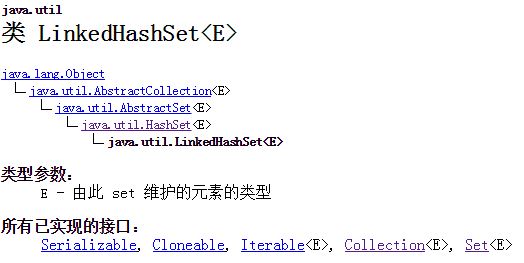 java.util
类 LinkedHashSet<E>
java.lang.Object
java.util.AbstractCollection<E>
java.util.AbstractSet<E>
java.util.HashSet<E>
java.util.LinkedHashSet<E>
类型参数：
E - 由此 set 维护的元素的类型
所有已实现的接口：
Serializable, Cloneable, Iterable<E>, Collection<E>, Set<E>